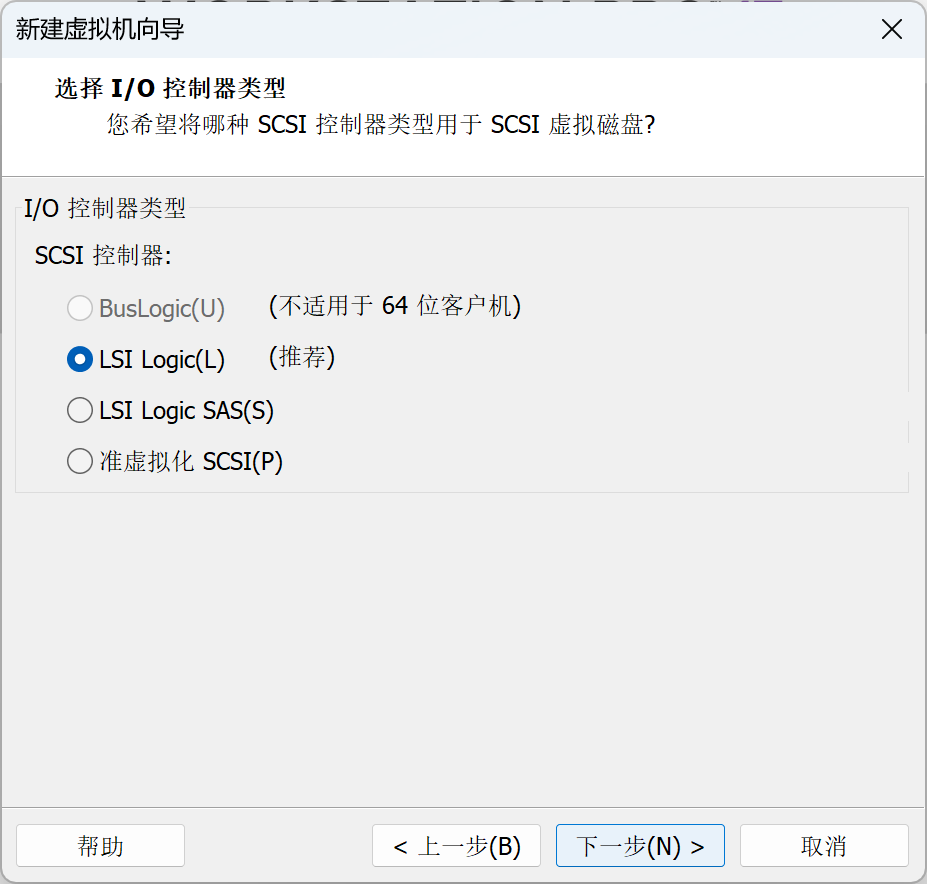 新建虚拟机向导
选择 I/O 控制器类型
您希望将哪种 SCSI 控制器类型用于 SCSI 虚拟磁盘?
I/O 控制器类型
SCSI 控制器:
BusLogic(U) (不适用于 64 位客户机)
LSI Logic(L) (推荐)
LSI Logic SAS(S)
准虚拟化 SCSI(P)
帮助 < 上一步(B) 下一步(N) > 取消